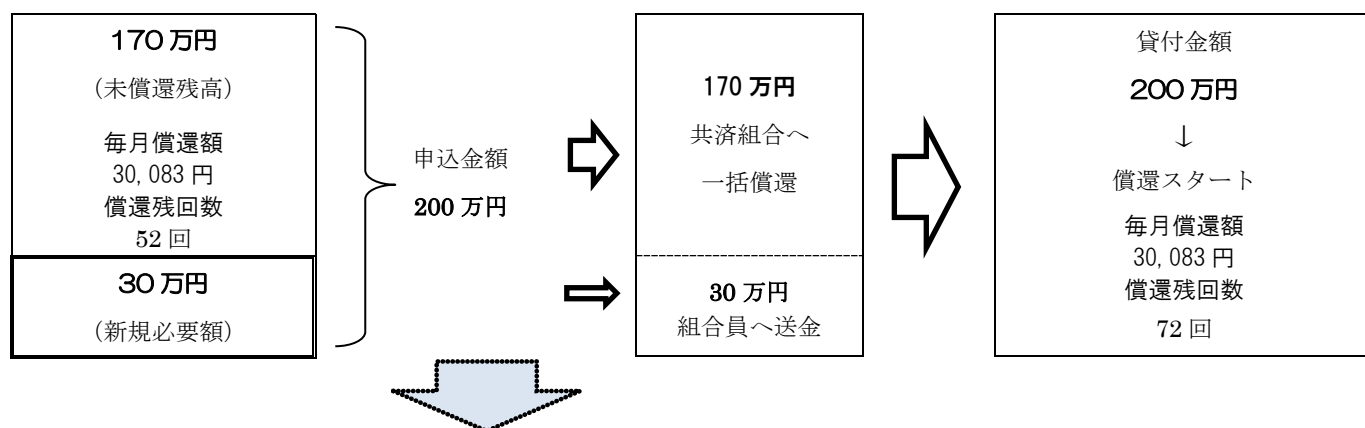 170万円
(未償還残高)
毎月償還額
30,083円
償還残回数
52回
30万円
(新規必要額)
申込金額
200万円
170万円
共済組合へ
一括償還
30万円
組合員へ送金
貸付金額
200万円
↓
償還スタート
毎月償還額
30,083円
償還残回数
72回